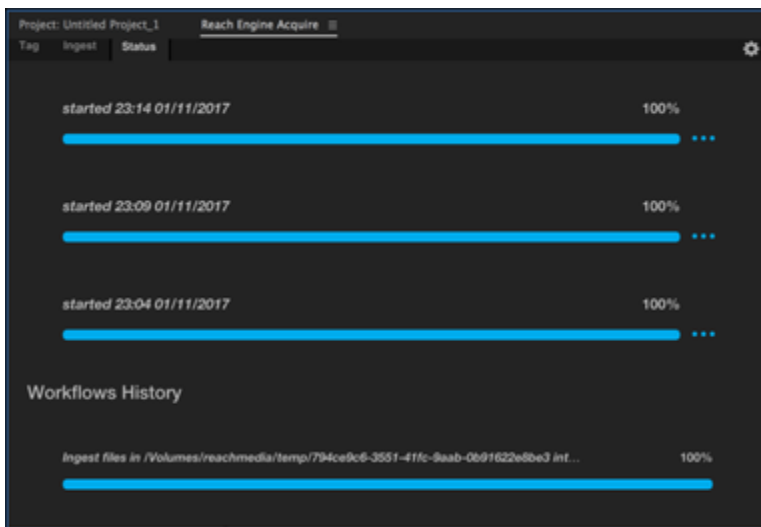 Project: Untitled Project_1 Reach Engine Acquire
Tag Ingest Status
started 23:14 01/11/2017 100%
started 23:09 01/11/2017 100%
started 23:04 01/11/2017 100%
Workflows History
Ingest files in /Volumes/reachmedia/temp/794ce9c6-3551-41fc-9aab-0b91622e8be3 int... 100%